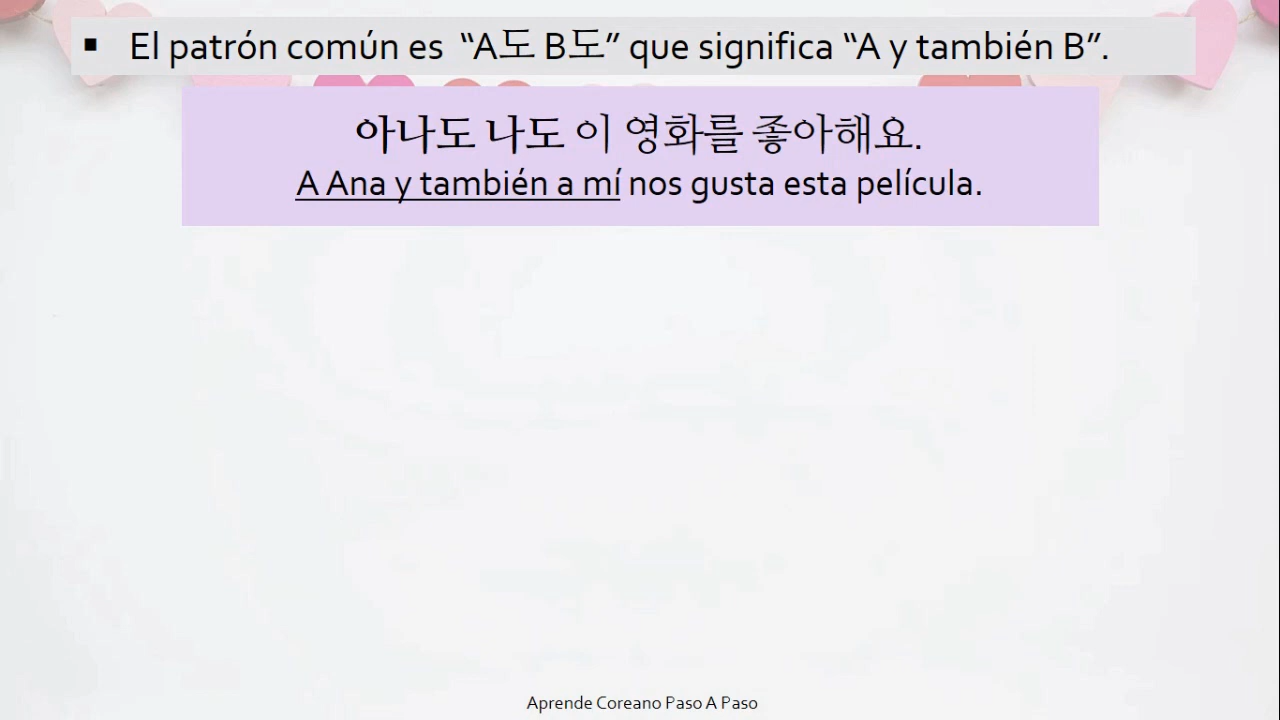 ▪ El patrón común es “A도 B도” que significa “A y también B”.
아나도 나도 이 영화를 좋아해요.
A Ana y también a mí nos gusta esta película.
Aprende Coreano Paso A Paso